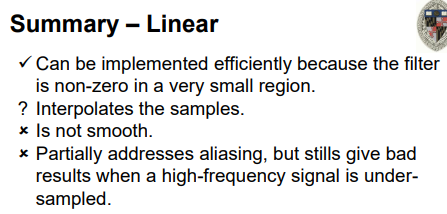 Summary – Linear
✓ Can be implemented efficiently because the filter
is non-zero in a very small region.
? Interpolates the samples.
× Is not smooth.
× Partially addresses aliasing, but stills give bad
results when a high-frequency signal is under-
sampled.